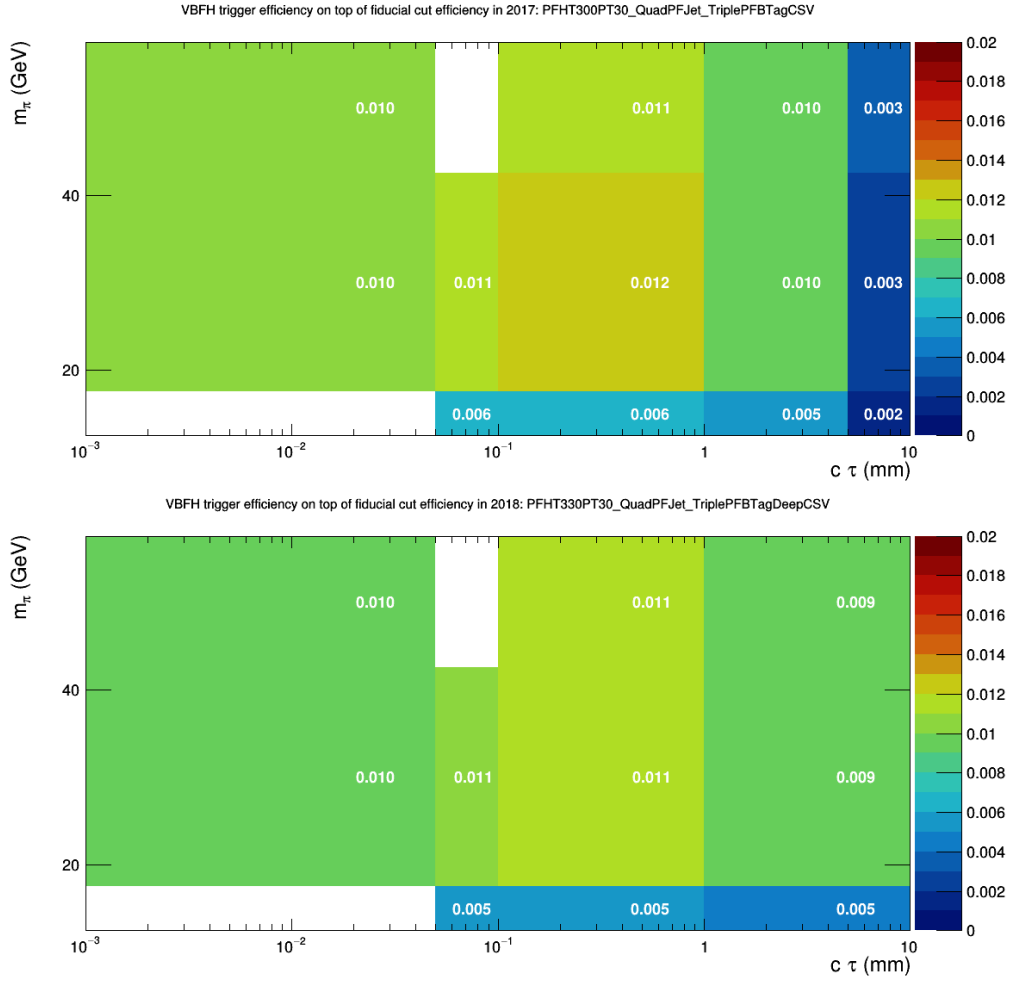 VBFH trigger efficiency on top of fiducial cut efficiency in 2017: PFHT300PT30_QuadPFJet_TriplePFBTagCSV
m_π (GeV)
0.02
0.018
0.016
0.014
0.012
0.01
0.008
0.006
0.004
0.002
0
40
20
0.010 0.011 0.010 0.003
0.010 0.011 0.012 0.010 0.003
0.006 0.006 0.005 0.002
10⁻³ 10⁻² 10⁻¹ 1 10
c τ (mm)
VBFH trigger efficiency on top of fiducial cut efficiency in 2018: PFHT330PT30_QuadPFJet_TriplePFBTagDeepCSV
m_π (GeV)
0.02
0.018
0.016
0.014
0.012
0.01
0.008
0.006
0.004
0.002
0
40
20
0.010 0.011 0.009
0.010 0.011 0.011 0.009
0.005 0.005 0.005
10⁻³ 10⁻² 10⁻¹ 1 10
c τ (mm)